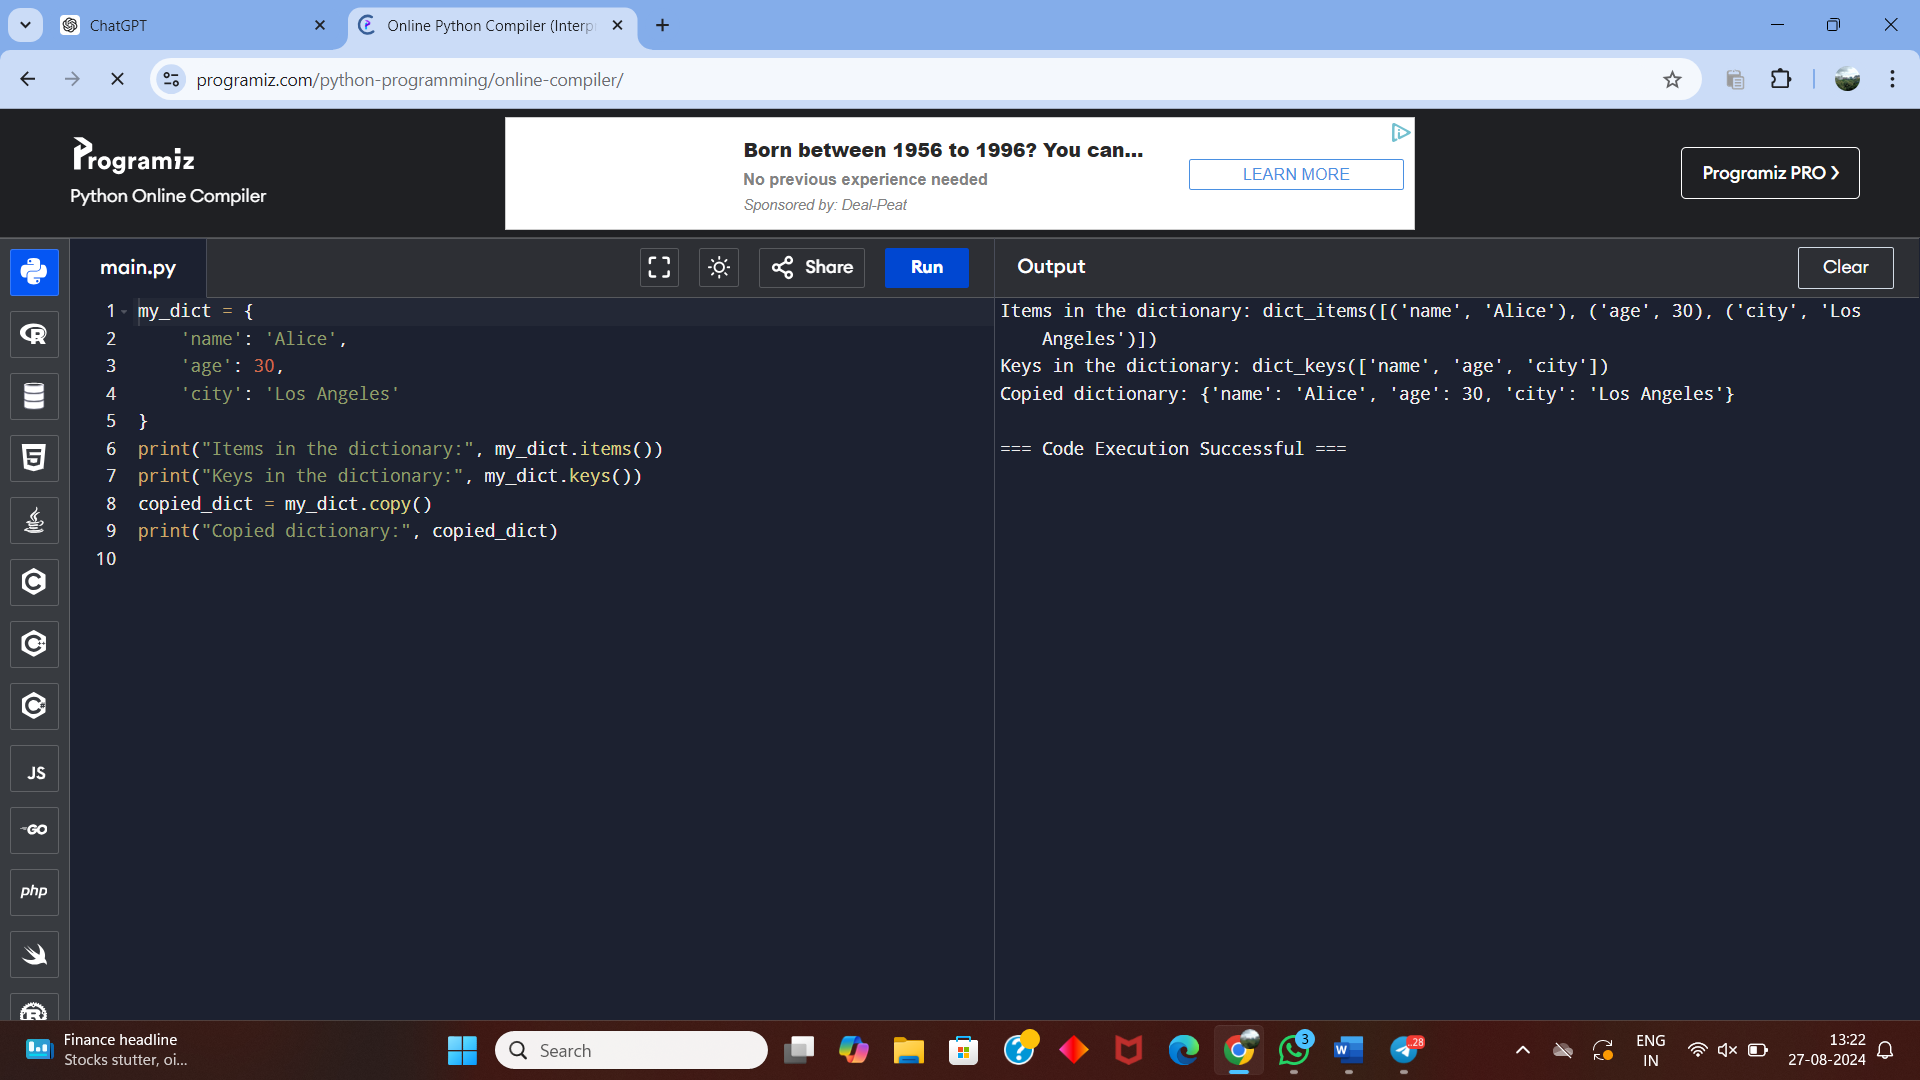 ChatGPT
Online Python Compiler (Interp
programiz.com/python-programming/online-compiler/
Programiz
Python Online Compiler
Born between 1956 to 1996? You can...
No previous experience needed
Sponsored by: Deal-Peat
LEARN MORE
Programiz PRO ❯
main.py
Share
Run
Output
Clear
1 my_dict = {
2     'name': 'Alice',
3     'age': 30,
4     'city': 'Los Angeles'
5 }
6 print("Items in the dictionary:", my_dict.items())
7 print("Keys in the dictionary:", my_dict.keys())
8 copied_dict = my_dict.copy()
9 print("Copied dictionary:", copied_dict)
10
Items in the dictionary: dict_items([('name', 'Alice'), ('age', 30), ('city', 'Los
Angeles')])
Keys in the dictionary: dict_keys(['name', 'age', 'city'])
Copied dictionary: {'name': 'Alice', 'age': 30, 'city': 'Los Angeles'}
=== Code Execution Successful ===
R
5
C
C
C
JS
GO
php
R
Finance headline
Stocks stutter, oi...
Search
?
W
3
28
ENG
IN
13:22
27-08-2024